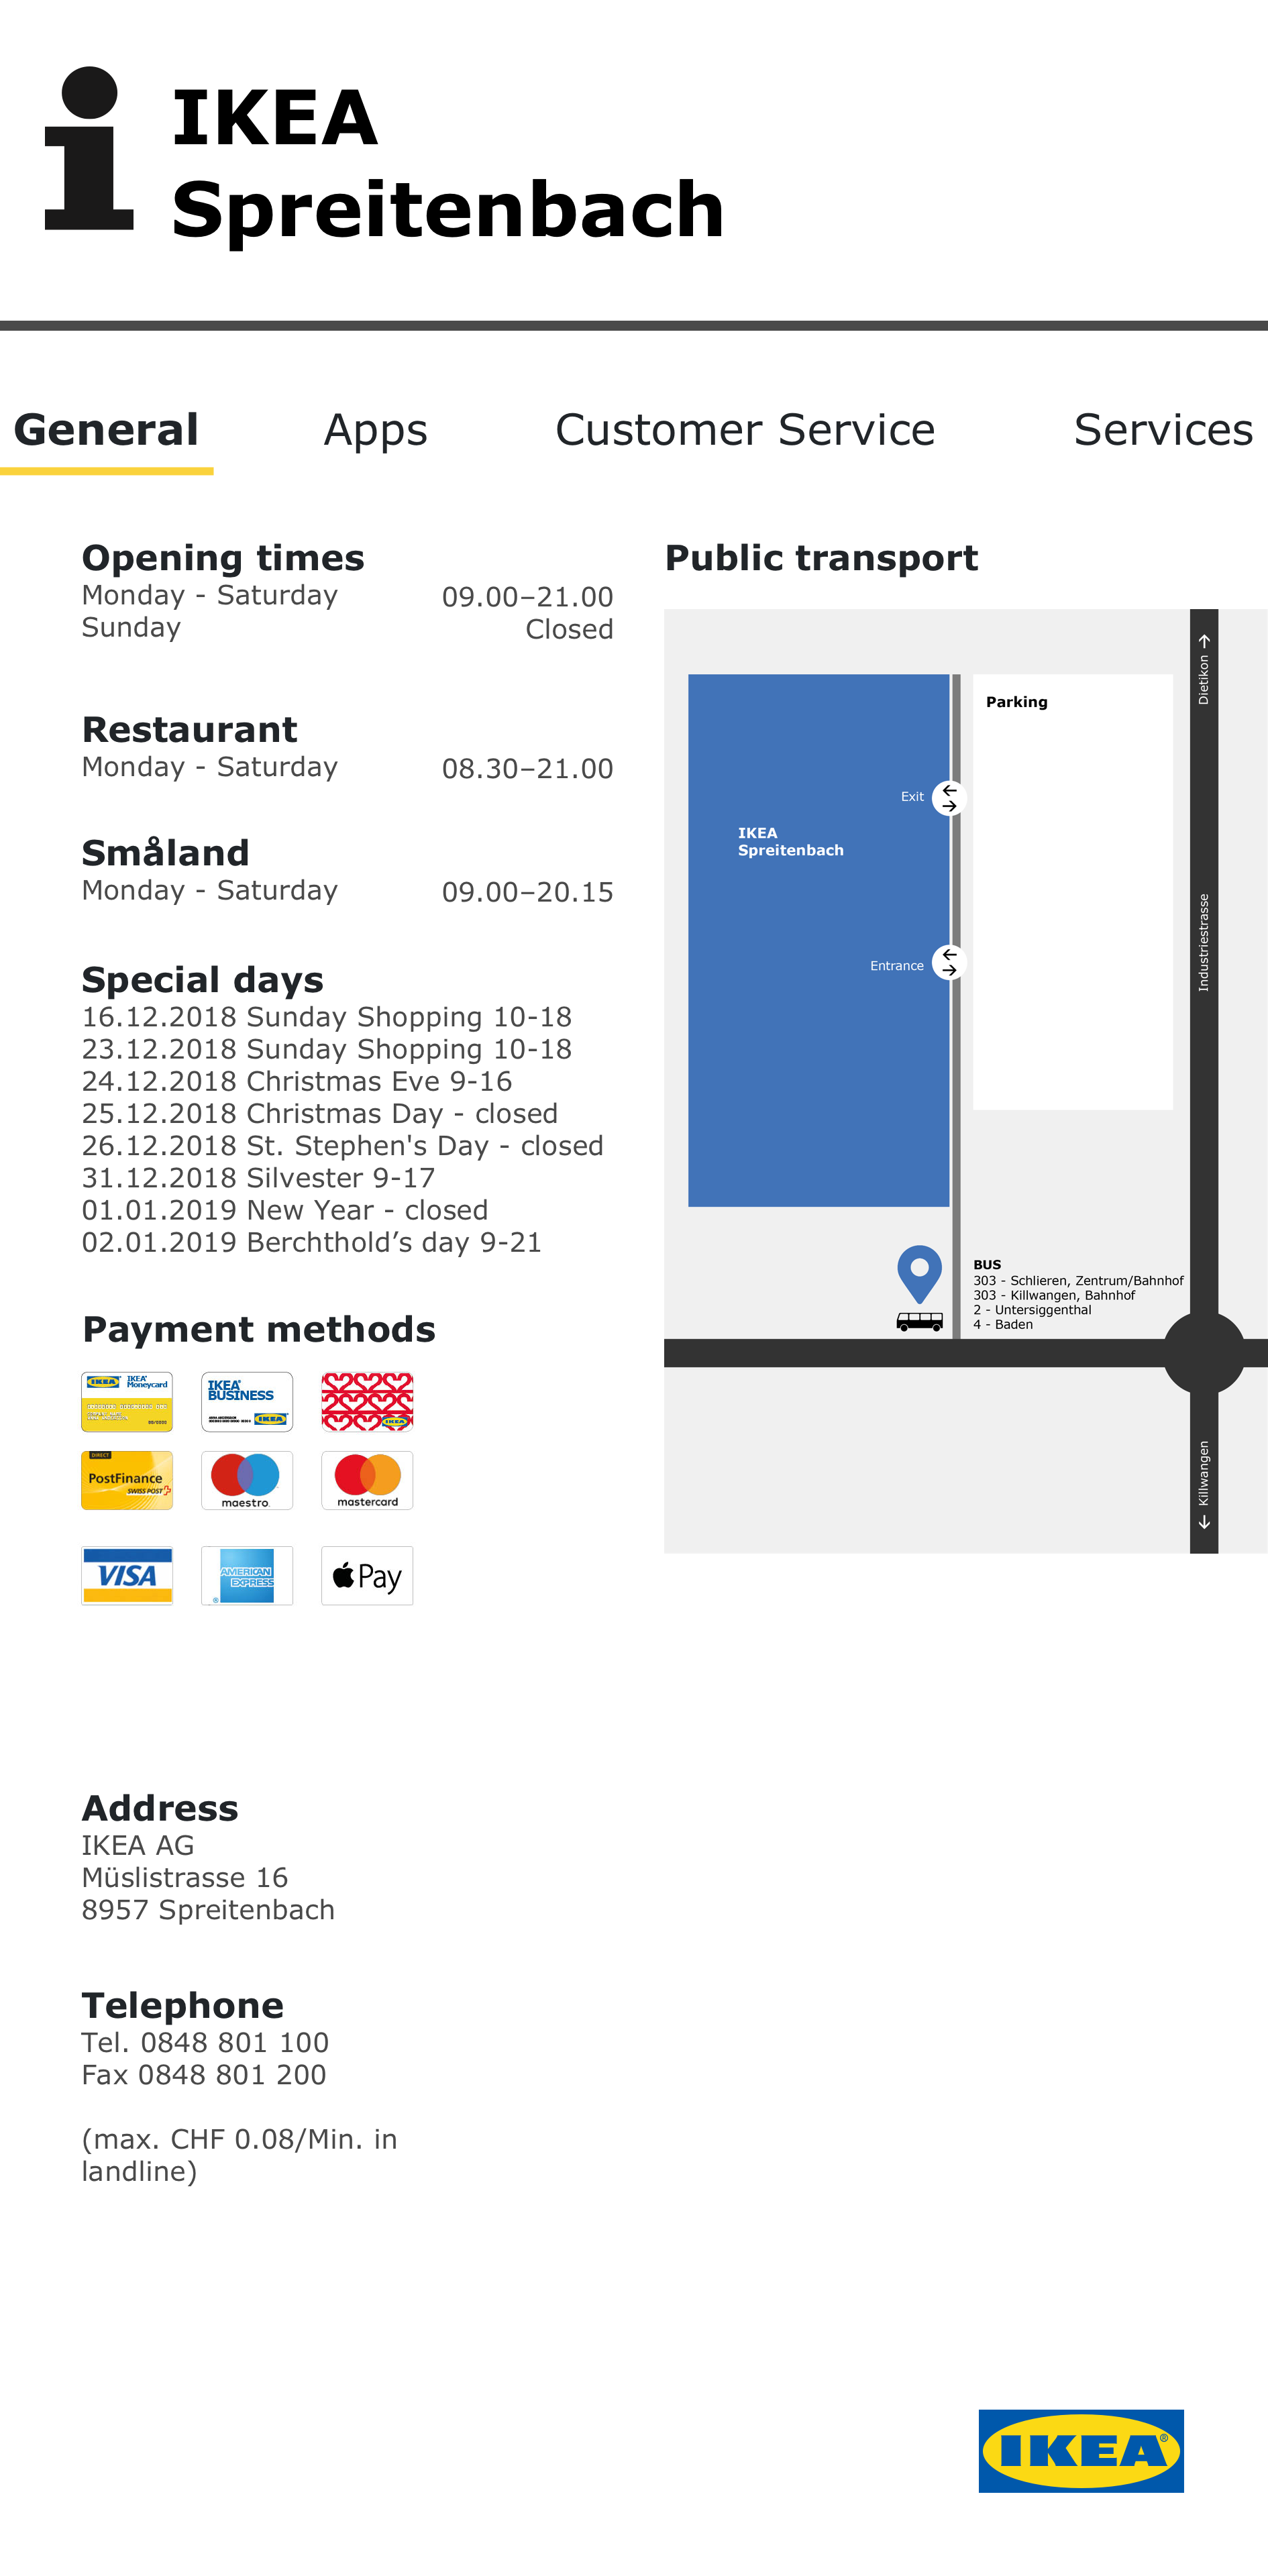 IKEA
Spreitenbach
General
Apps
Customer Service
Services
Opening times
Monday - Saturday 09.00–21.00
Sunday Closed
Restaurant
Monday - Saturday 08.30–21.00
Småland
Monday - Saturday 09.00–20.15
Special days
16.12.2018 Sunday Shopping 10-18
23.12.2018 Sunday Shopping 10-18
24.12.2018 Christmas Eve 9-16
25.12.2018 Christmas Day - closed
26.12.2018 St. Stephen's Day - closed
31.12.2018 Silvester 9-17
01.01.2019 New Year - closed
02.01.2019 Berchthold’s day 9-21
Payment methods
IKEA IKEA
Moneycard
IKEA
BUSINESS
IKEA
IKEA
DIRECT
PostFinance
SWISS POST
maestro
mastercard
VISA
AMERICAN
EXPRESS
Pay
Address
IKEA AG
Müslistrasse 16
8957 Spreitenbach
Telephone
Tel. 0848 801 100
Fax 0848 801 200
(max. CHF 0.08/Min. in
landline)
Public transport
Dietikon
Parking
Exit
IKEA
Spreitenbach
Industriestrasse
Entrance
BUS
303 - Schlieren, Zentrum/Bahnhof
303 - Killwangen, Bahnhof
2 - Untersiggenthal
4 - Baden
Killwangen
IKEA®